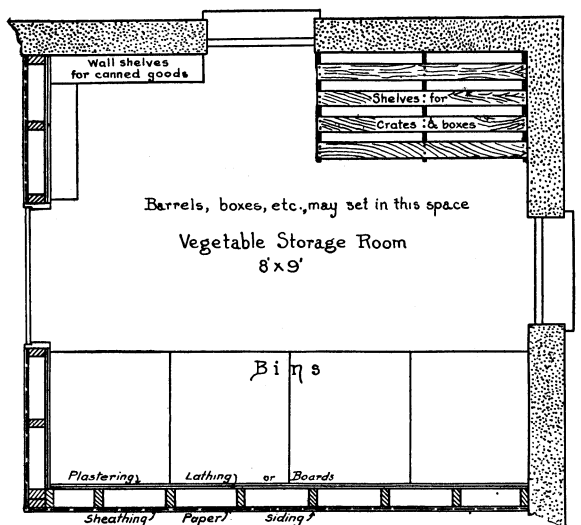 Wall shelves
for canned goods
Shelves for
Crates & boxes
Barrels, boxes, etc., may set in this space
Vegetable Storage Room
8' x 9'
Bins
Plastering Lathing or Boards
Sheathing Paper Siding